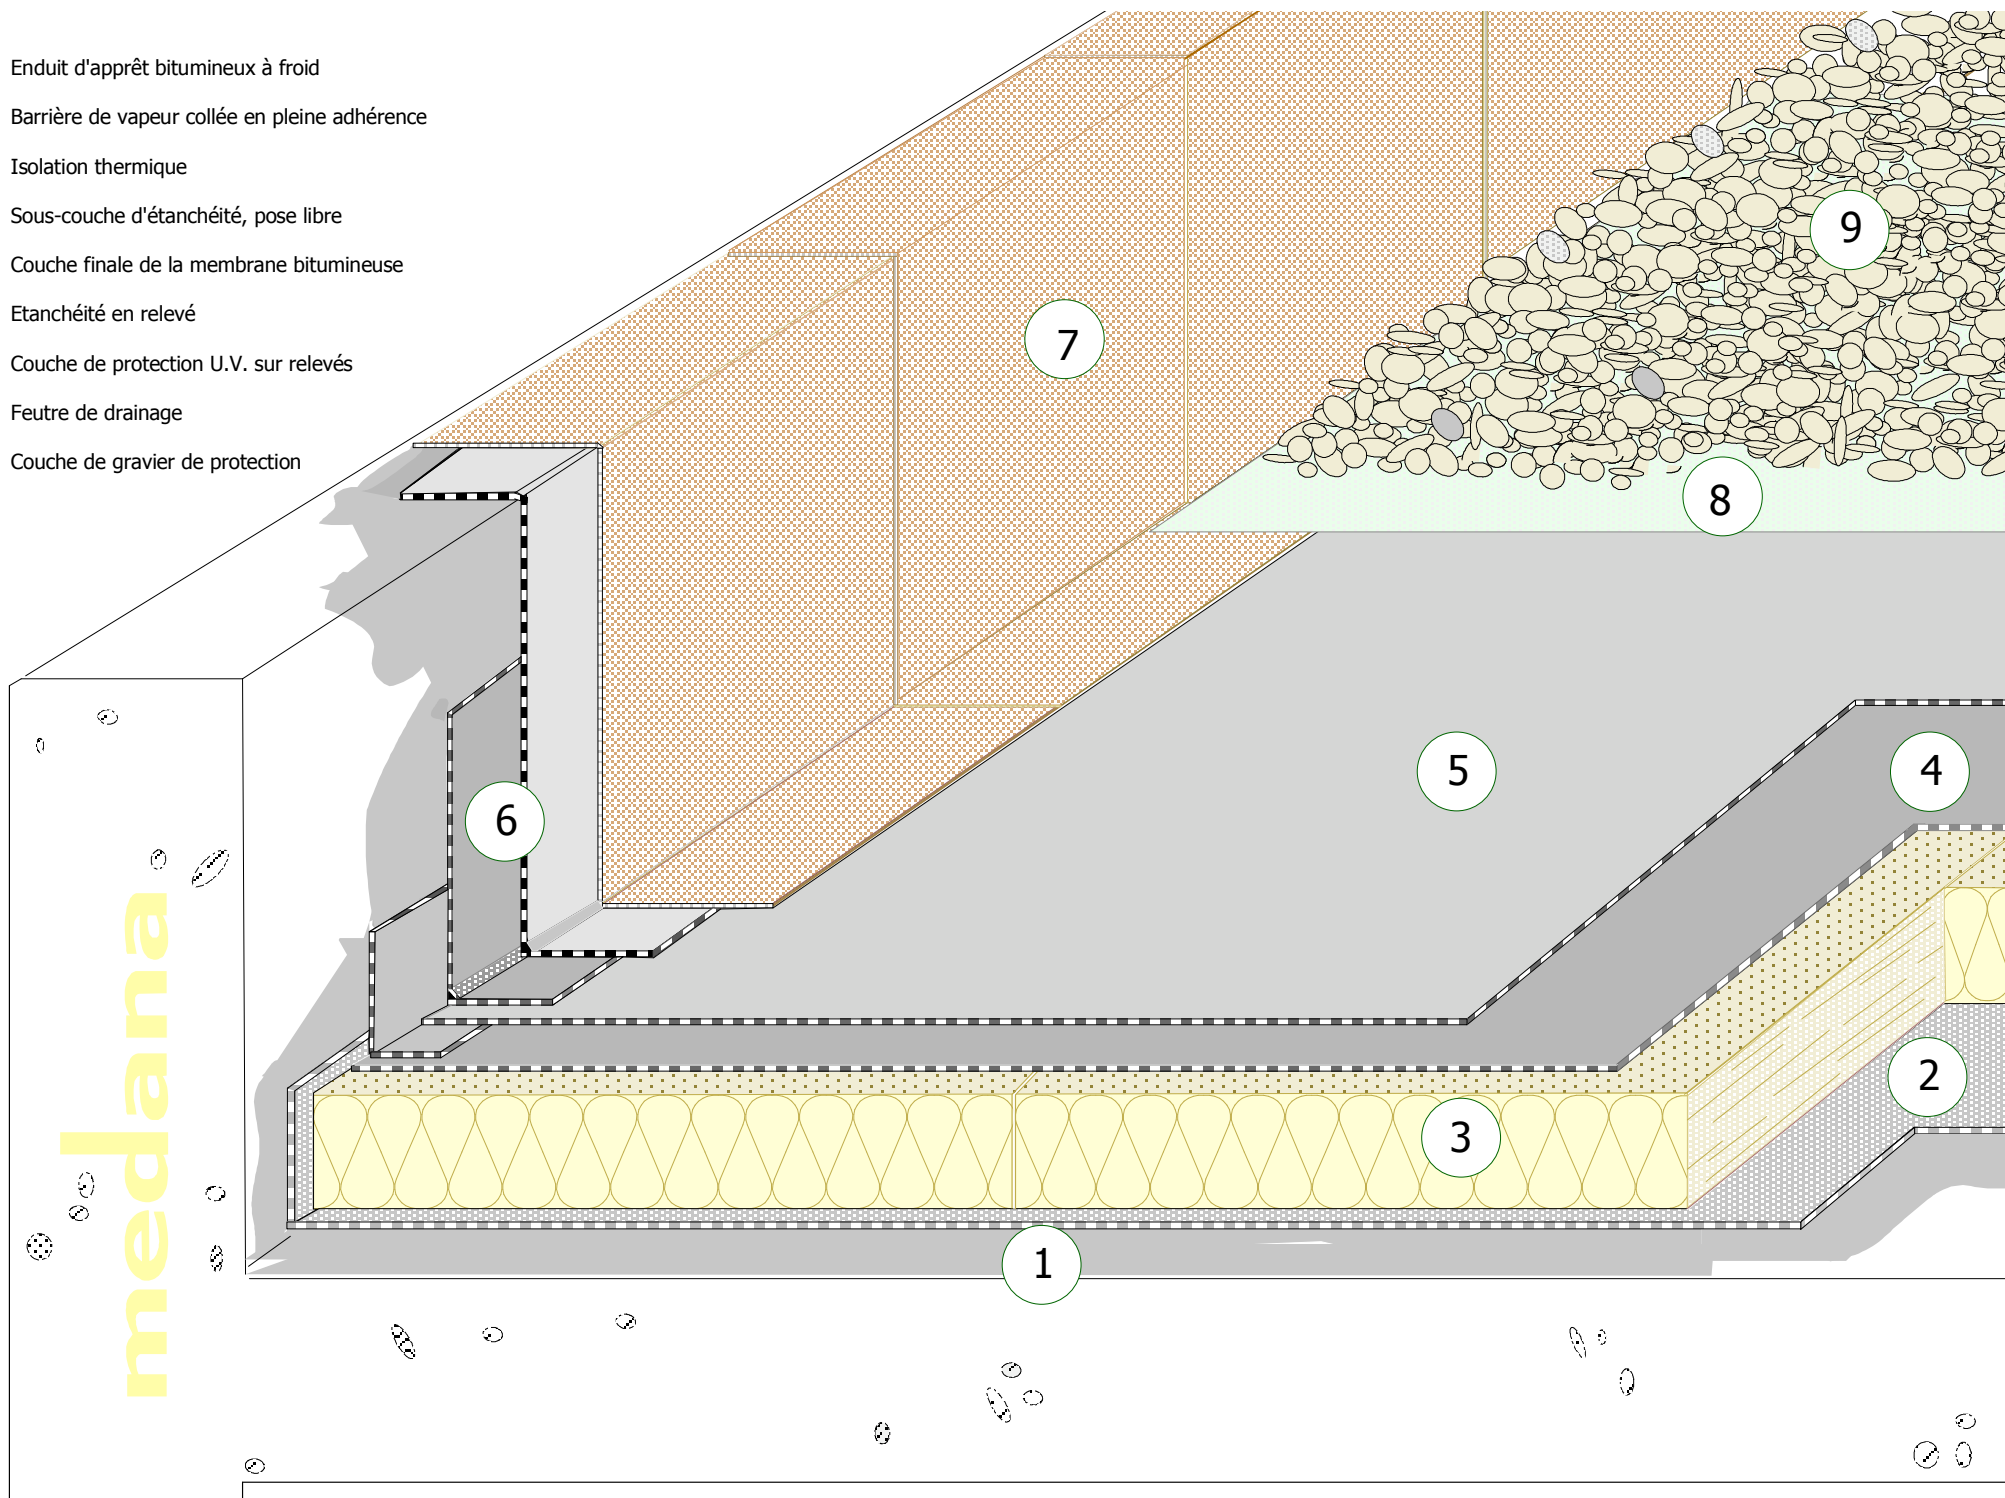 Enduit d'apprêt bitumineux à froid
Barrière de vapeur collée en pleine adhérence
Isolation thermique
Sous-couche d'étanchéité, pose libre
Couche finale de la membrane bitumineuse
Etanchéité en relevé
Couche de protection U.V. sur relevés
Feutre de drainage
Couche de gravier de protection
9
7
8
5
4
6
2
3
1
medana